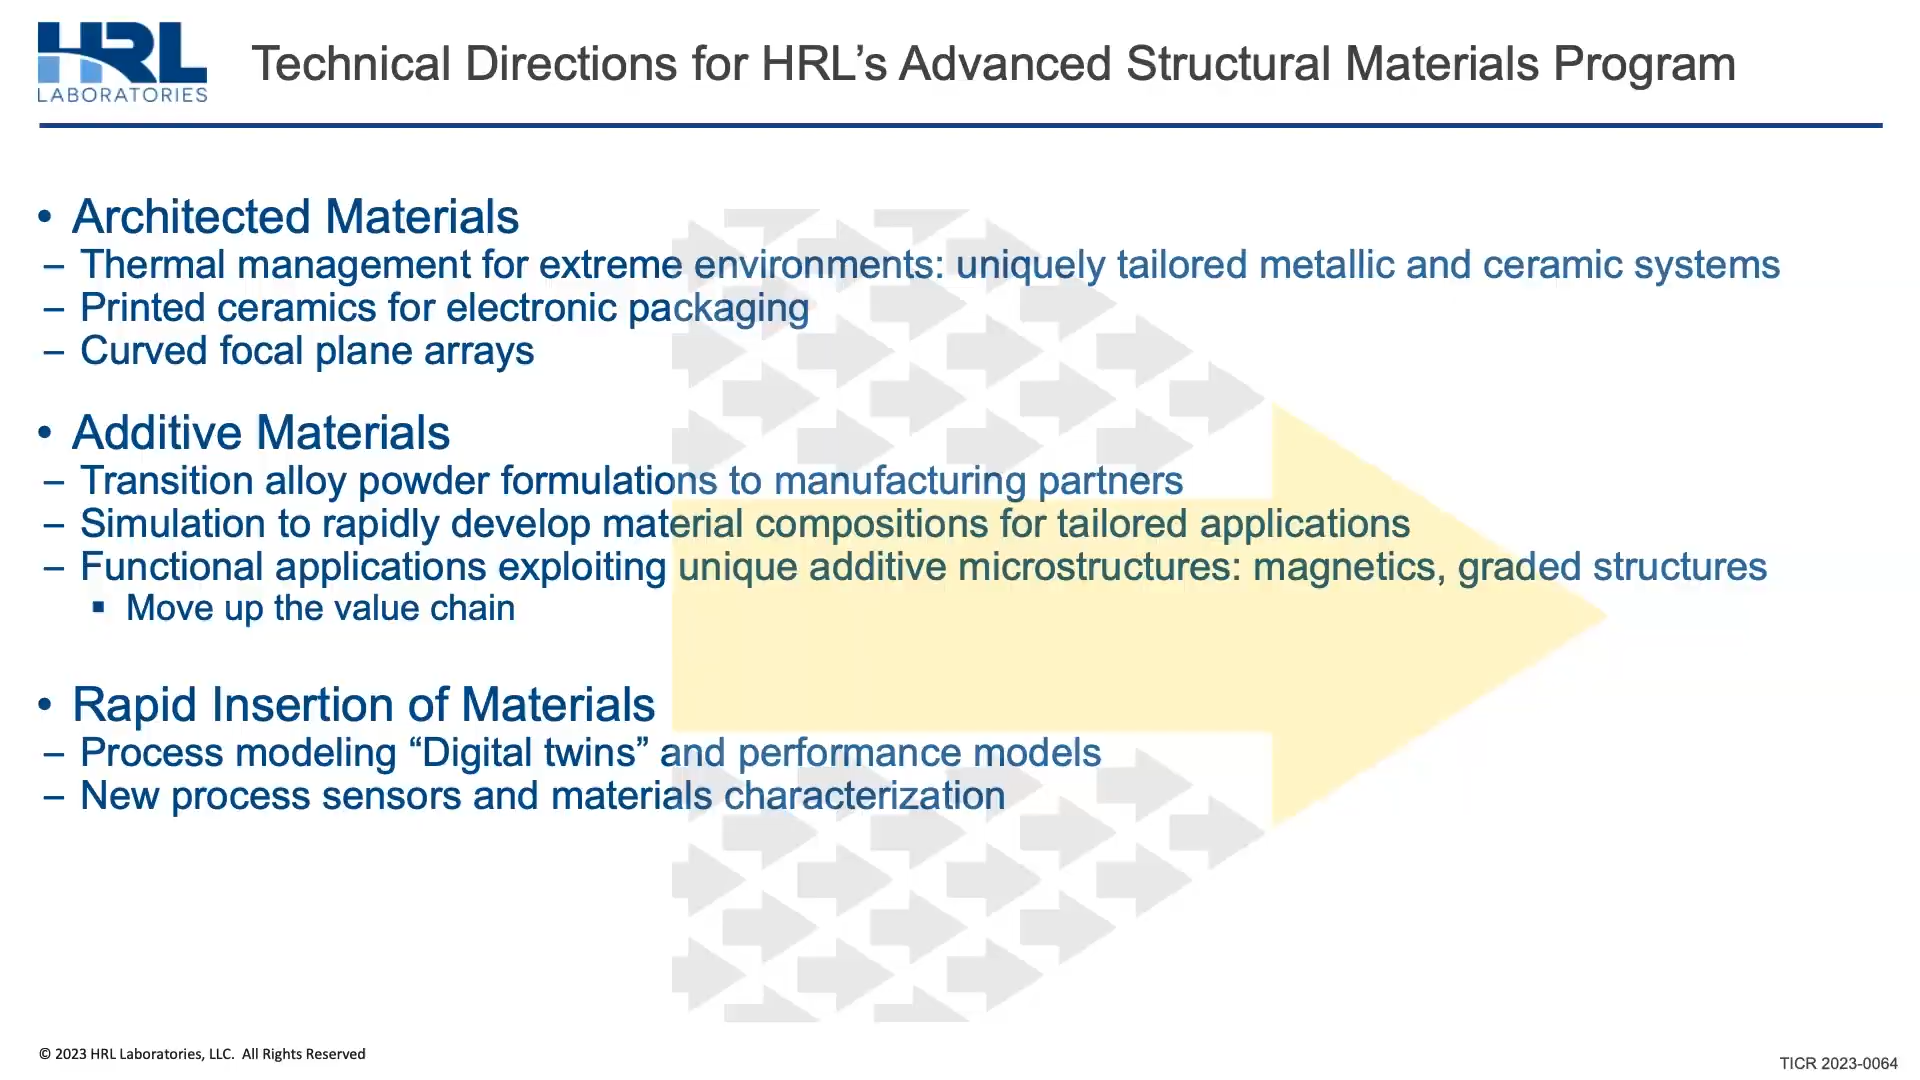 HRL
LABORATORIES
Technical Directions for HRL’s Advanced Structural Materials Program
• Architected Materials
– Thermal management for extreme environments: uniquely tailored metallic and ceramic systems
– Printed ceramics for electronic packaging
– Curved focal plane arrays
• Additive Materials
– Transition alloy powder formulations to manufacturing partners
– Simulation to rapidly develop material compositions for tailored applications
– Functional applications exploiting unique additive microstructures: magnetics, graded structures
▪ Move up the value chain
• Rapid Insertion of Materials
– Process modeling “Digital twins” and performance models
– New process sensors and materials characterization
© 2023 HRL Laboratories, LLC. All Rights Reserved
TICR 2023-0064